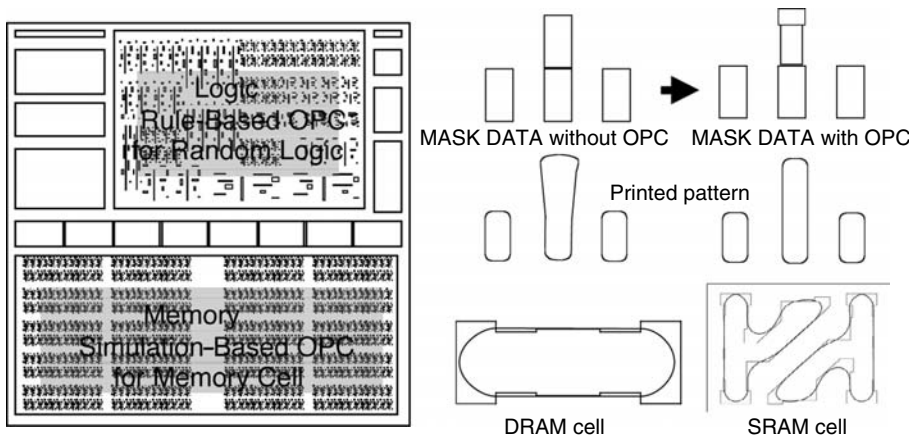 Logic
Rule-Based OPC
for Random Logic
Memory
Simulation-Based OPC
for Memory Cell
MASK DATA without OPC
MASK DATA with OPC
Printed pattern
DRAM cell
SRAM cell